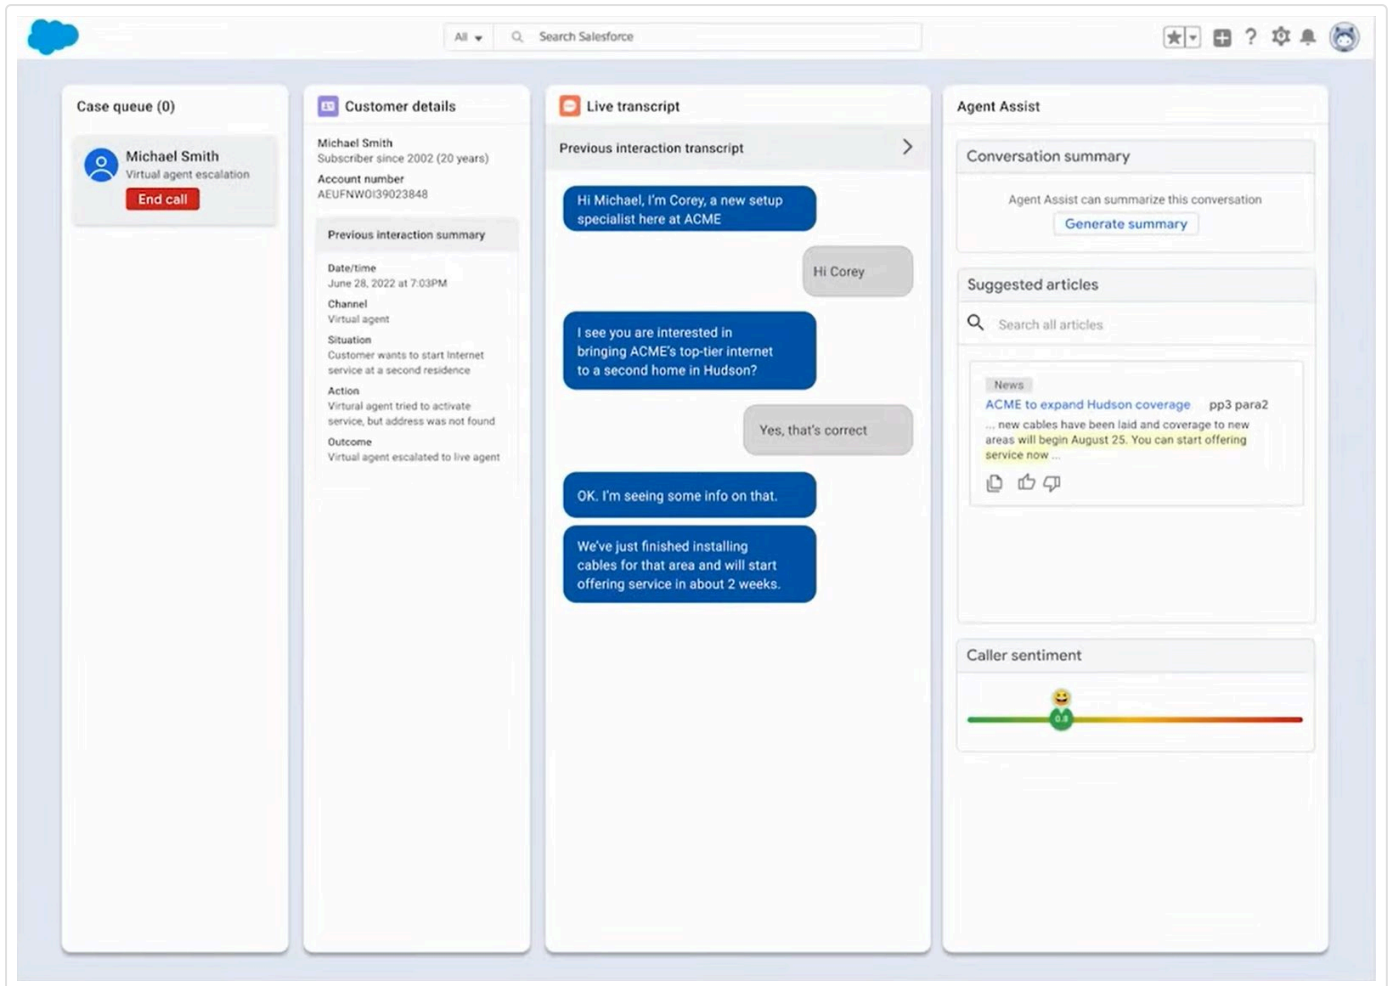 All
Search Salesforce
Case queue (0)
Michael Smith
Virtual agent escalation
End call
Customer details
Michael Smith
Subscriber since 2002 (20 years)
Account number
AEUFNWOI39023848
Previous interaction summary
Date/time
June 28, 2022 at 7:03PM
Channel
Virtual agent
Situation
Customer wants to start Internet
service at a second residence
Action
Virtural agent tried to activate
service, but address was not found
Outcome
Virtual agent escalated to live agent
Live transcript
Previous interaction transcript
Hi Michael, I'm Corey, a new setup
specialist here at ACME
Hi Corey
I see you are interested in
bringing ACME's top-tier internet
to a second home in Hudson?
Yes, that's correct
OK. I'm seeing some info on that.
We've just finished installing
cables for that area and will start
offering service in about 2 weeks.
Agent Assist
Conversation summary
Agent Assist can summarize this conversation
Generate summary
Suggested articles
Search all articles
News
ACME to expand Hudson coverage pp3 para2
... new cables have been laid and coverage to new
areas will begin August 25. You can start offering
service now ...
Caller sentiment
0.8